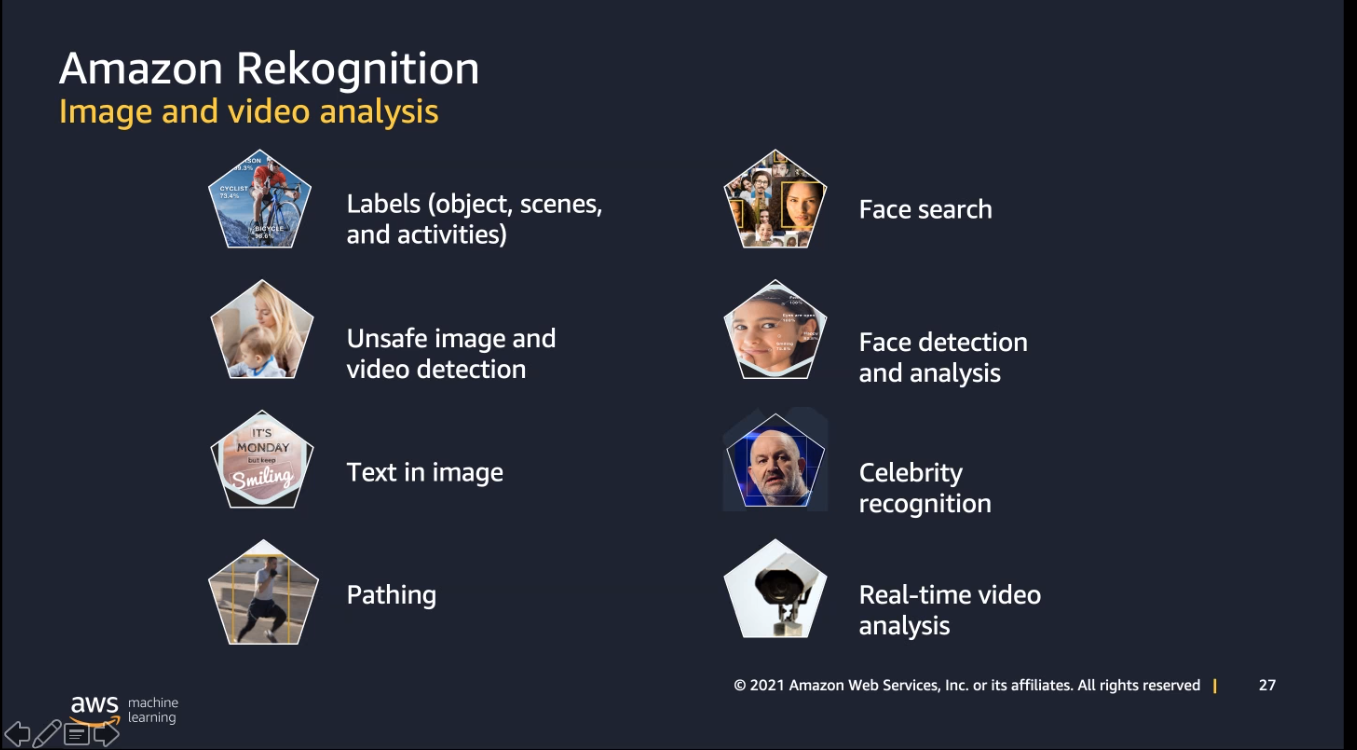 Amazon Rekognition
Image and video analysis
CYCLIST
73.4%
BICYCLE
Labels (object, scenes,
and activities)
Face search
Unsafe image and
video detection
Face detection
and analysis
IT'S
MONDAY
but keep
Smiling
Text in image
Celebrity
recognition
Pathing
Real-time video
analysis
© 2021 Amazon Web Services, Inc. or its affiliates. All rights reserved
27
aws machine
learning